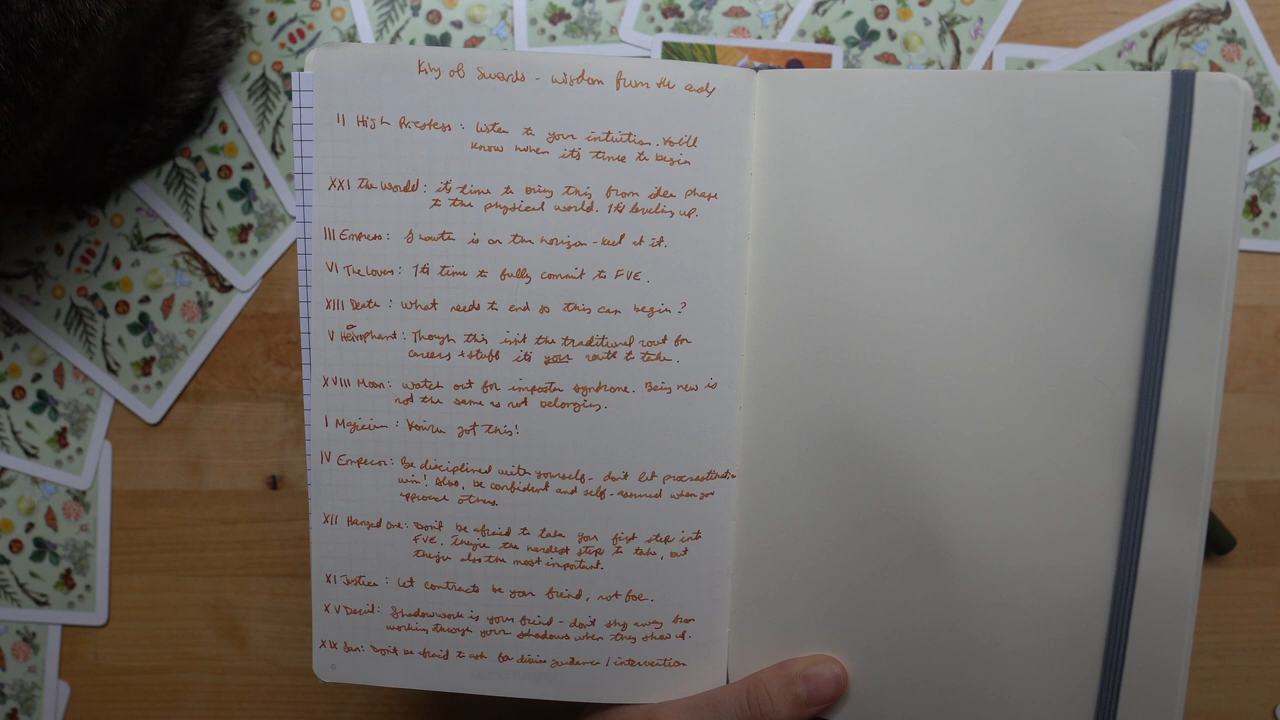 King of Swords - wisdom from the cards
II High Priestess: listen to your intuition. You'll
know when it's time to begin
XXI The World: it's time to bring this from idea phase
to the physical world. It's leveling up.
III Empress: Growth is on the horizon - keep at it.
VI The Lovers: It's time to fully commit to FVE.
XIII Death: What needs to end so this can begin?
V Heirophant: Though this isn't the traditional rout for
careers + stuff it's your route to take.
XVIII Moon: watch out for imposter syndrome. Being new is
not the same as not belonging.
I Magician: You've got this!
IV Emperor: Be disciplined with yourself - don't let procrastination
win! Also, be confident and self-assured when you
approach others.
XII Hanged One: Don't be afraid to take your first step into
FVE. They're the hardest step to take, but
they're also the most important.
XI Justice: Let contracts be your friend, not foe.
XV Devil: Shadowwork is your friend - don't shy away from
working through your shadows when they show up.
XIX Sun: Don't be afraid to ask for divine guidance / intervention